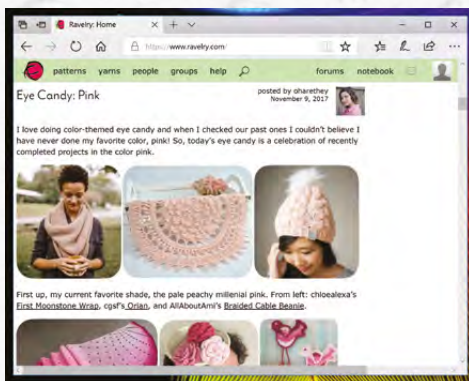 Ravelry: Home
https://www.ravelry.com/
patterns yarns people groups help
forums notebook
Eye Candy: Pink
posted by oharethey
November 9, 2017
I love doing color-themed eye candy and when I checked our past ones I couldn't believe I
have never done my favorite color, pink! So, today's eye candy is a celebration of recently
completed projects in the color pink.
First up, my current favorite shade, the pale peachy millenial pink. From left: chloealexa's
First Moonstone Wrap, cgsf's Orian, and AllAboutAmi's Braided Cable Beanie.